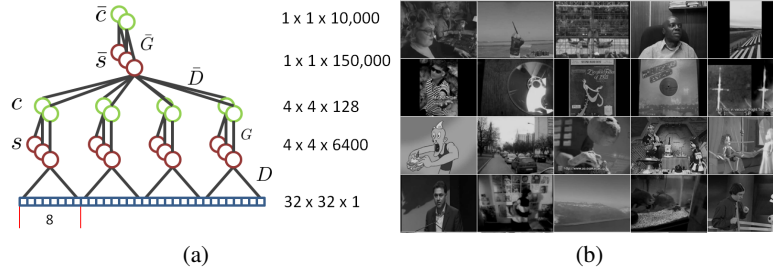 c̄
Ḡ
1 x 1 x 10,000
s̄
1 x 1 x 150,000
D̄
c
4 x 4 x 128
G
s
4 x 4 x 6400
D
32 x 32 x 1
8
(a)
(b)